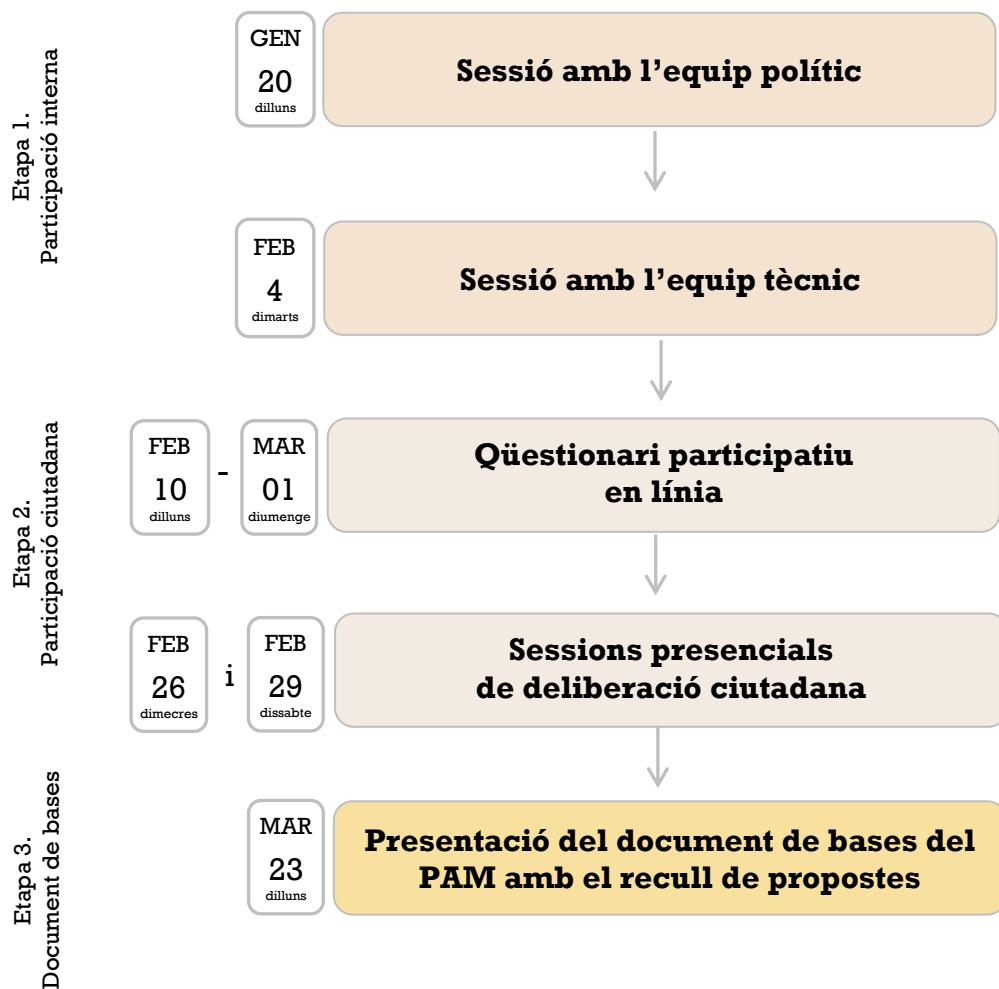 Etapa 1.
Participació interna
GEN
20
dilluns
Sessió amb l’equip polític
FEB
4
dimarts
Sessió amb l’equip tècnic
Etapa 2.
Participació ciutadana
FEB
10
dilluns
-
MAR
01
diumenge
Qüestionari participatiu
en línia
FEB
26
dimecres
i
FEB
29
dissabte
Sessions presencials
de deliberació ciutadana
Etapa 3.
Document de bases
MAR
23
dilluns
Presentació del document de bases del
PAM amb el recull de propostes